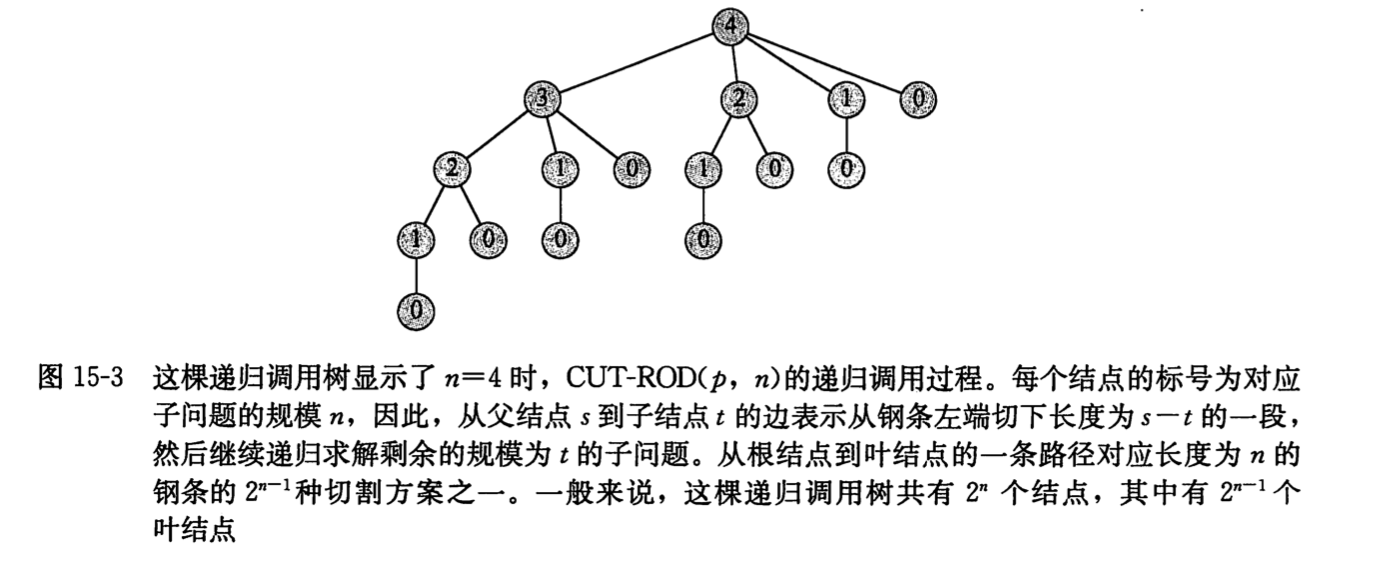 4
3 2 1 0
2 1 0 1 0 0
1 0 0 0
0
图 15-3 这棵递归调用树显示了 n=4 时，CUT-ROD(p，n)的递归调用过程。每个结点的标号为对应
子问题的规模 n，因此，从父结点 s 到子结点 t 的边表示从钢条左端切下长度为 s－t 的一段，
然后继续递归求解剩余的规模为 t 的子问题。从根结点到叶结点的一条路径对应长度为 n 的
钢条的 2ⁿ⁻¹种切割方案之一。一般来说，这棵递归调用树共有 2ⁿ 个结点，其中有 2ⁿ⁻¹个
叶结点